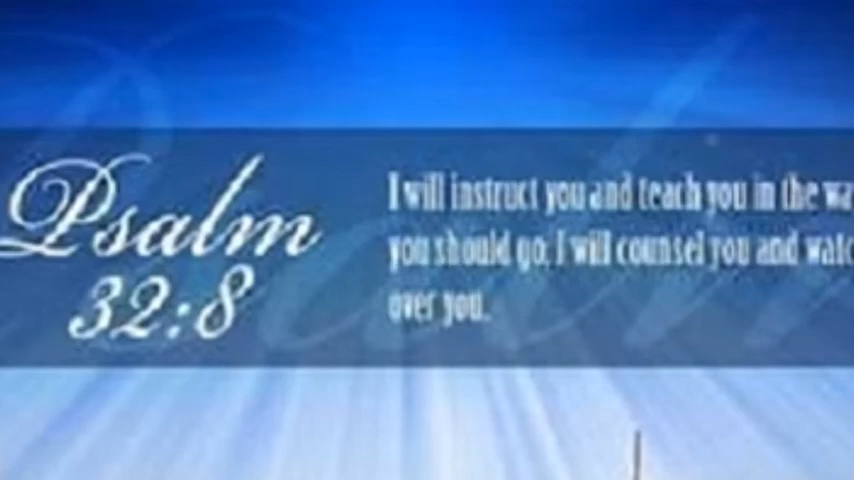 Psalm
32:8
I will instruct you and teach you in the
you should go; I will counsel you and
over you.